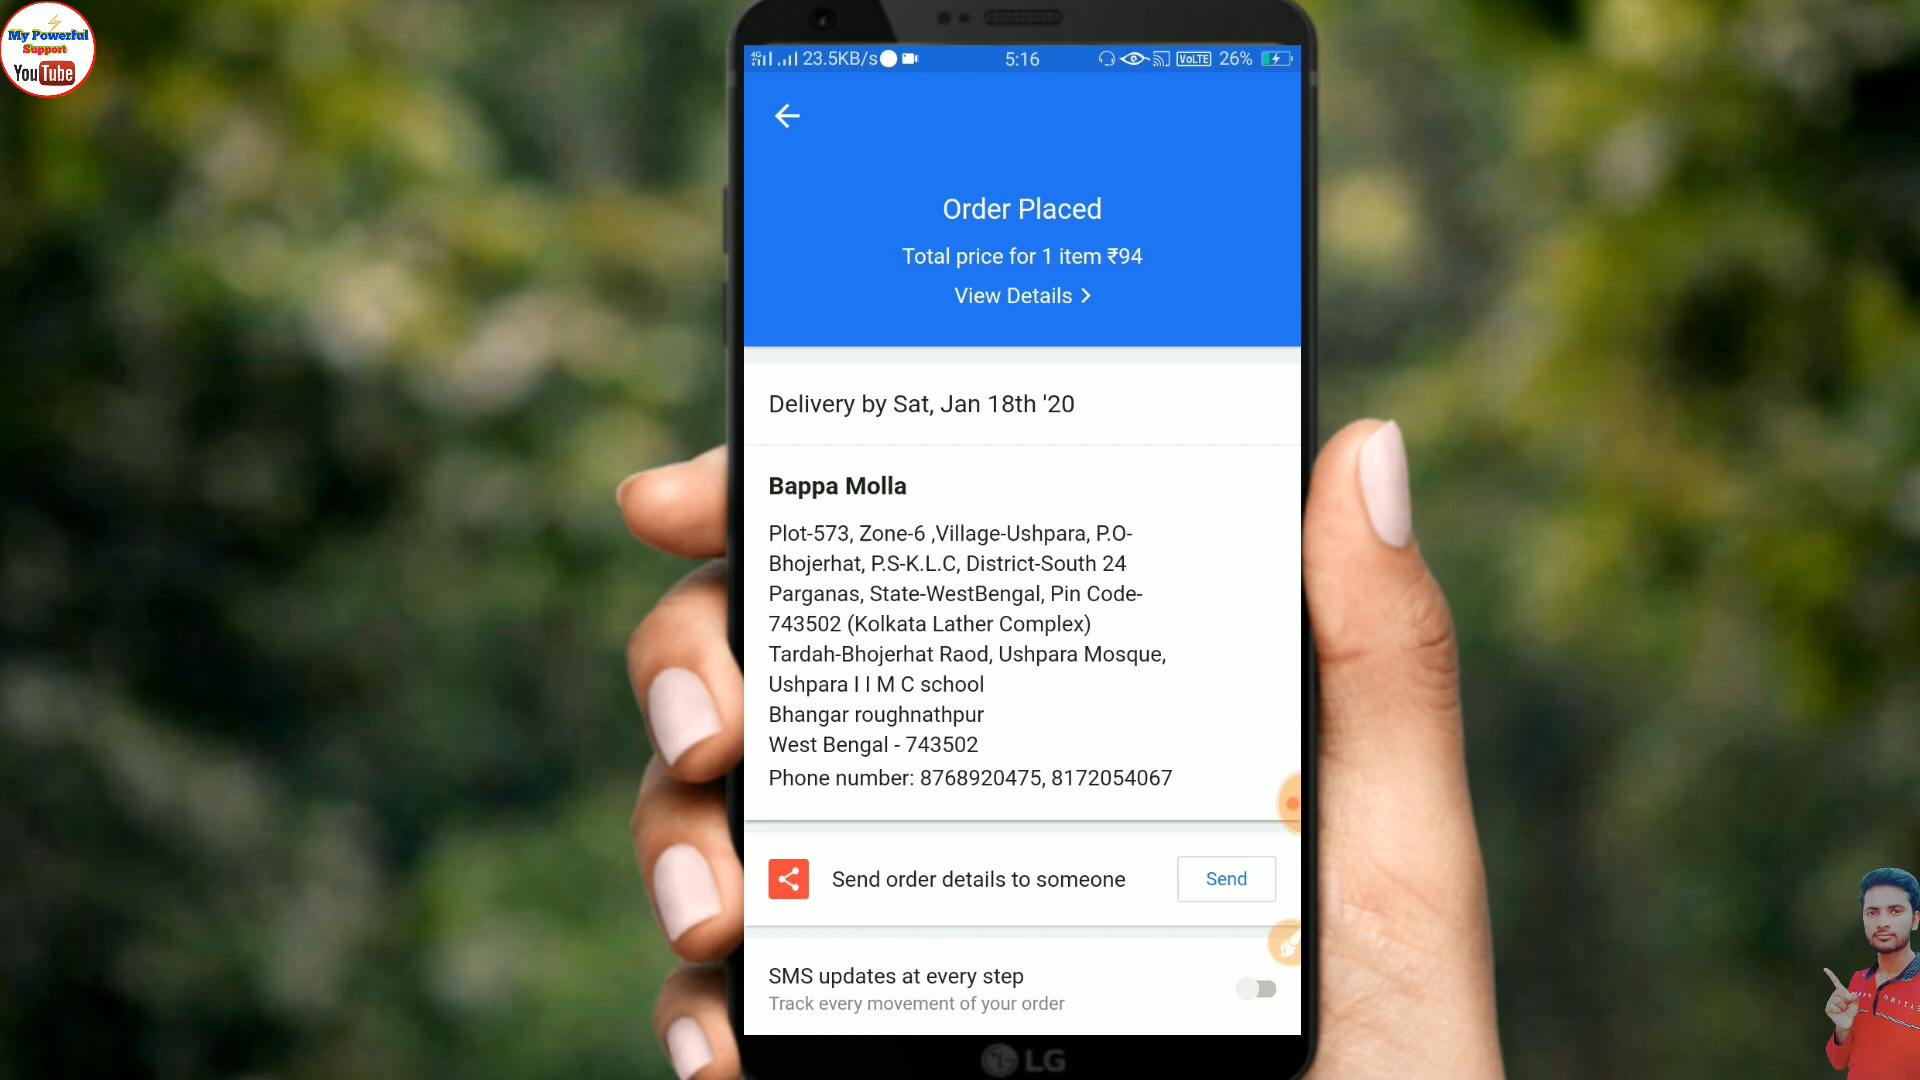 My Powerful
Support
YouTube
4G 23.5KB/s 5:16 VoLTE 26%
Order Placed
Total price for 1 item ₹94
View Details
Delivery by Sat, Jan 18th '20
Bappa Molla
Plot-573, Zone-6 ,Village-Ushpara, P.O-
Bhojerhat, P.S-K.L.C, District-South 24
Parganas, State-WestBengal, Pin Code-
743502 (Kolkata Lather Complex)
Tardah-Bhojerhat Raod, Ushpara Mosque,
Ushpara I I M C school
Bhangar roughnathpur
West Bengal - 743502
Phone number: 8768920475, 8172054067
Send order details to someone
Send
SMS updates at every step
Track every movement of your order
LG